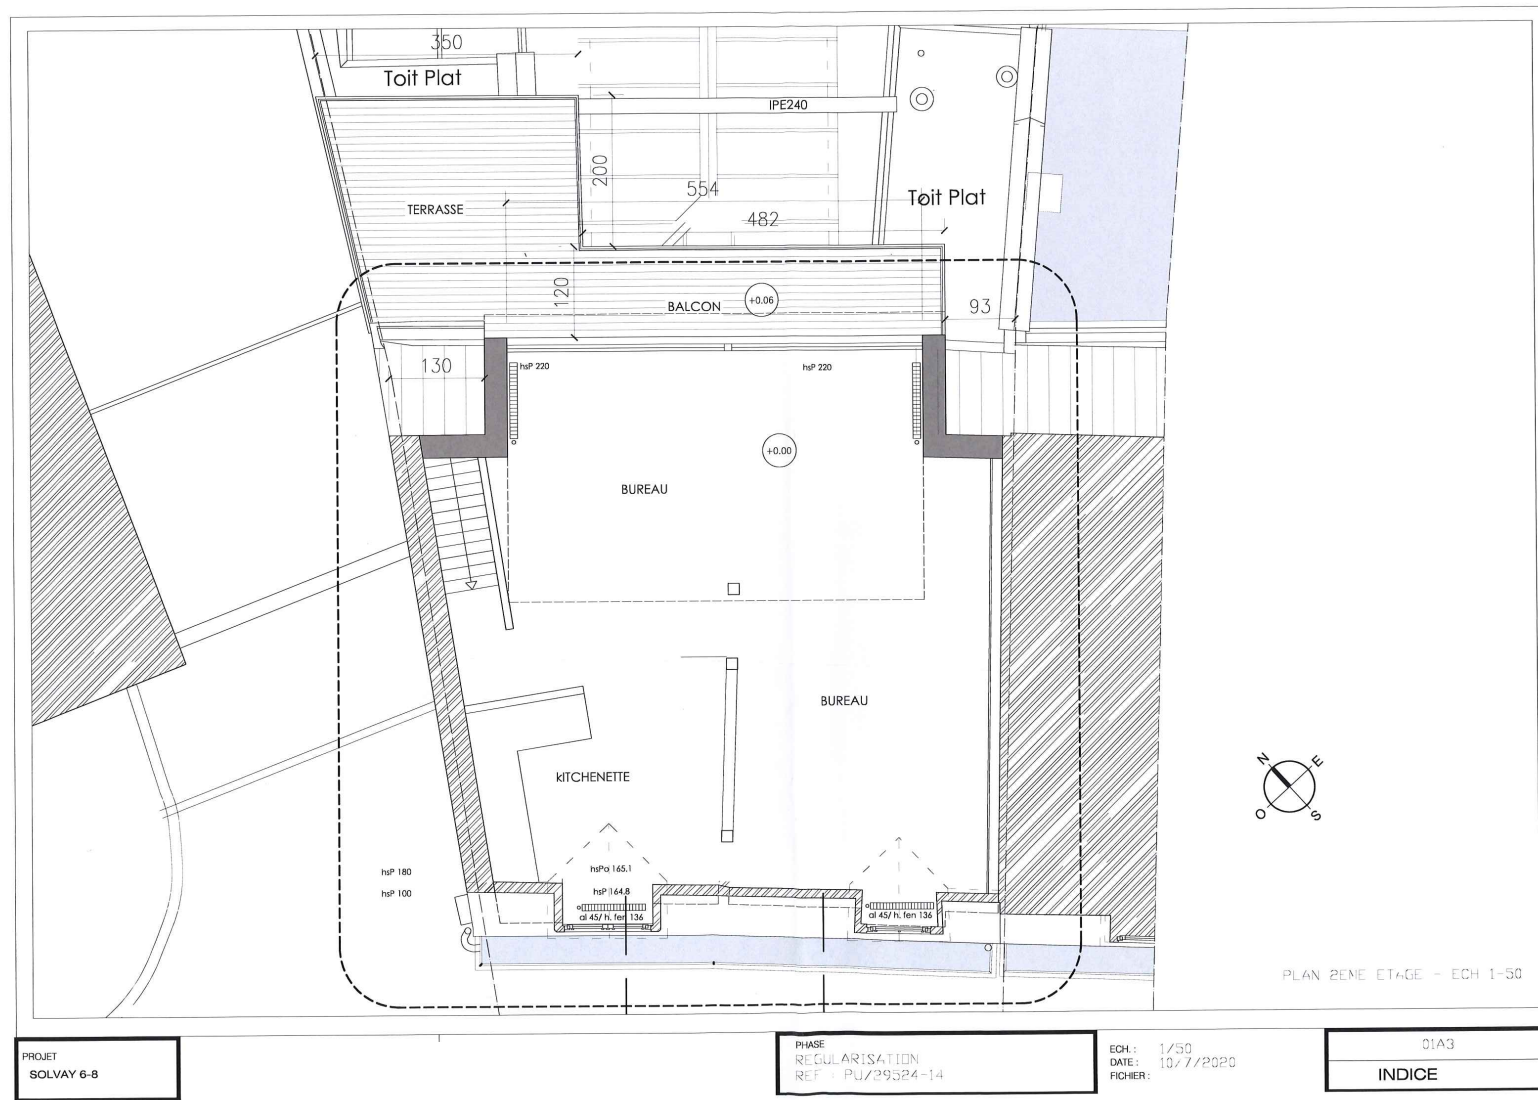 350
Toit Plat
IPE240
200
554
TERRASSE
Toit Plat
482
120
BALCON
+0.06
93
130
hsP 220
hsP 220
+0.00
BUREAU
BUREAU
kITCHENETTE
N
E
O
S
hsP 180
hsP 100
hsPo 165.1
hsP 164.8
al 45/ h. fen 136
al 45/ h. fen 136
PLAN 2EME ETAGE - ECH 1-50
PROJET
SOLVAY 6-8
PHASE
REGULARISATION
REF : PU/29524-14
ECH. : 1/50
DATE : 10/7/2020
FICHIER :
01A3
INDICE